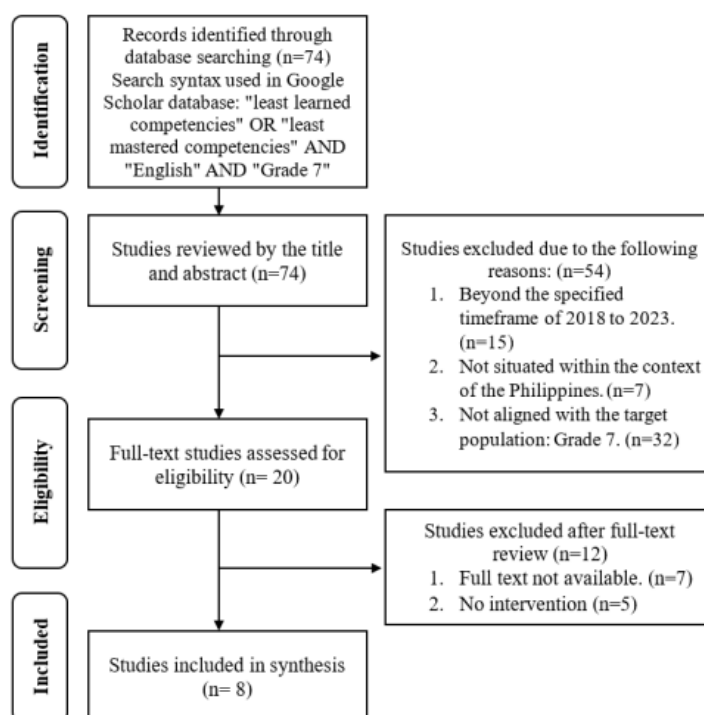 Identification
Records identified through
database searching (n=74)
Search syntax used in Google
Scholar database: "least learned
competencies" OR "least
mastered competencies" AND
"English" AND "Grade 7"
Screening
Studies reviewed by the title
and abstract (n=74)
Studies excluded due to the following
reasons: (n=54)
1. Beyond the specified
timeframe of 2018 to 2023.
(n=15)
2. Not situated within the context
of the Philippines. (n=7)
3. Not aligned with the target
population: Grade 7. (n=32)
Eligibility
Full-text studies assessed for
eligibility (n= 20)
Studies excluded after full-text
review (n=12)
1. Full text not available. (n=7)
2. No intervention (n=5)
Included
Studies included in synthesis
(n= 8)